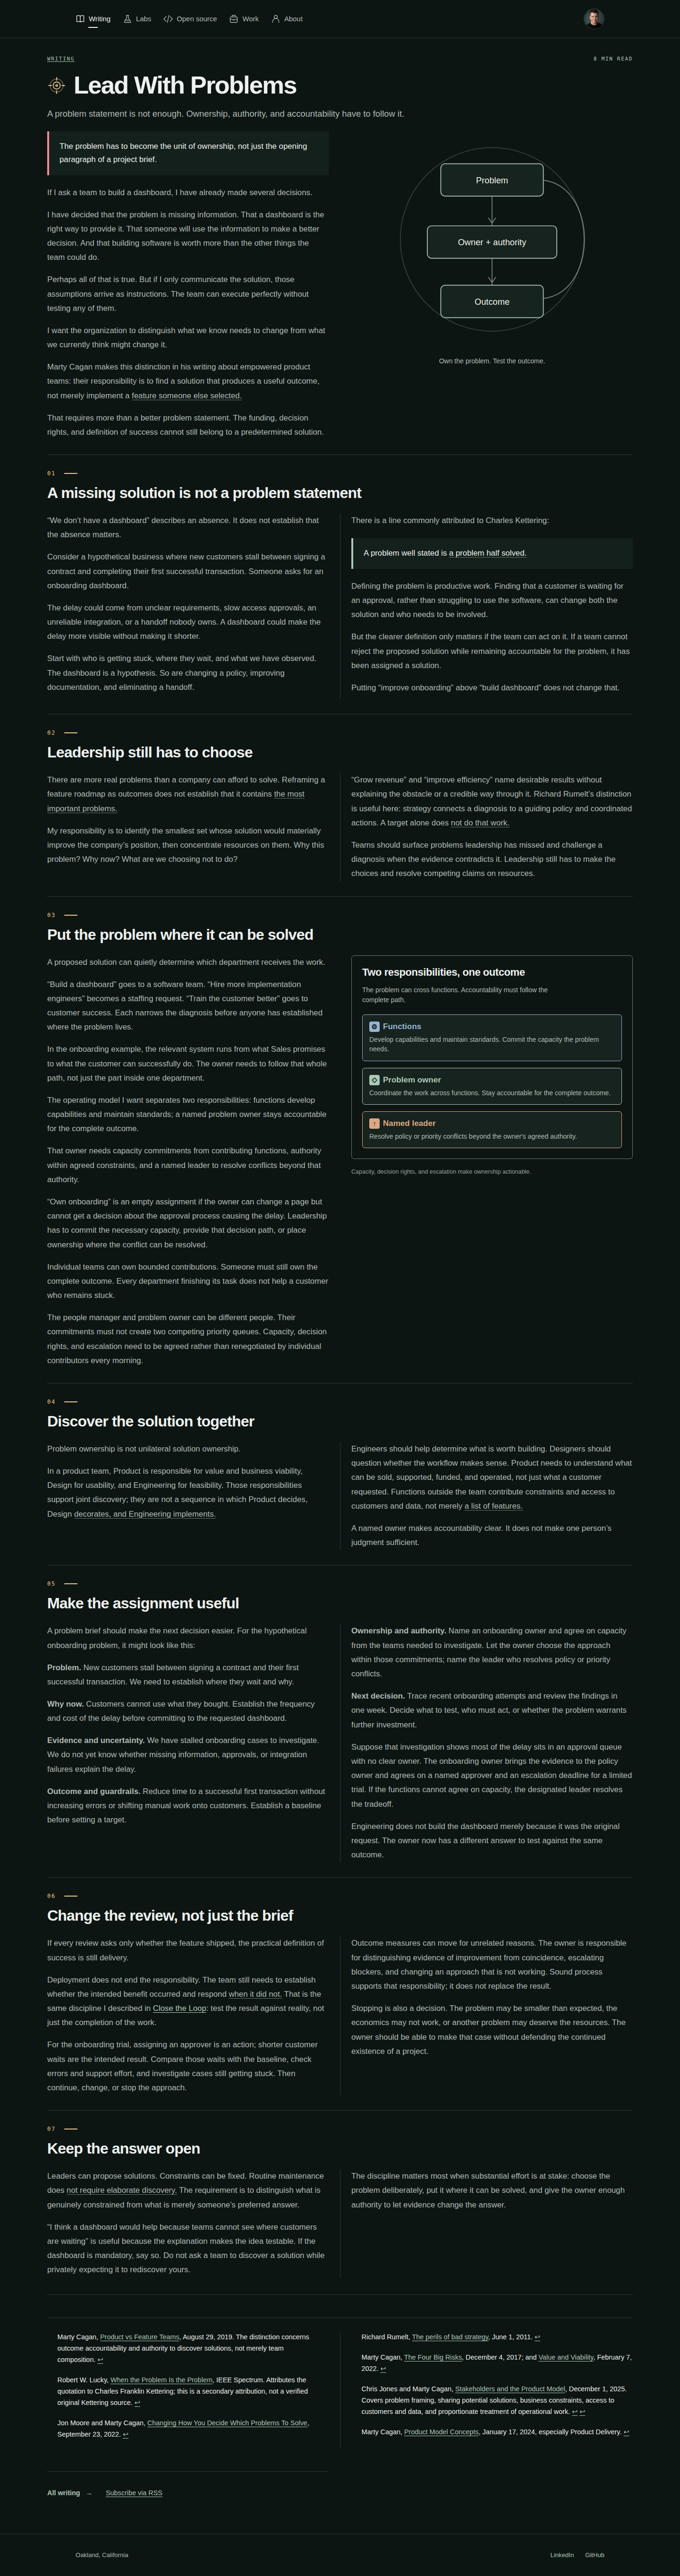 Writing
Labs
Open source
Work
About
WRITING
8 MIN READ
Lead With Problems
A problem statement is not enough. Ownership, authority, and accountability have to follow it.
The problem has to become the unit of ownership, not just the opening
paragraph of a project brief.
If I ask a team to build a dashboard, I have already made several decisions.
I have decided that the problem is missing information. That a dashboard is the
right way to provide it. That someone will use the information to make a better
decision. And that building software is worth more than the other things the
team could do.
Perhaps all of that is true. But if I only communicate the solution, those
assumptions arrive as instructions. The team can execute perfectly without
testing any of them.
I want the organization to distinguish what we know needs to change from what
we currently think might change it.
Marty Cagan makes this distinction in his writing about empowered product
teams: their responsibility is to find a solution that produces a useful outcome,
not merely implement a feature someone else selected.
That requires more than a better problem statement. The funding, decision
rights, and definition of success cannot still belong to a predetermined solution.
Problem
Owner + authority
Outcome
Own the problem. Test the outcome.
01
A missing solution is not a problem statement
“We don’t have a dashboard” describes an absence. It does not establish that
the absence matters.
Consider a hypothetical business where new customers stall between signing a
contract and completing their first successful transaction. Someone asks for an
onboarding dashboard.
The delay could come from unclear requirements, slow access approvals, an
unreliable integration, or a handoff nobody owns. A dashboard could make the
delay more visible without making it shorter.
Start with who is getting stuck, where they wait, and what we have observed.
The dashboard is a hypothesis. So are changing a policy, improving
documentation, and eliminating a handoff.
There is a line commonly attributed to Charles Kettering:
A problem well stated is a problem half solved.
Defining the problem is productive work. Finding that a customer is waiting for
an approval, rather than struggling to use the software, can change both the
solution and who needs to be involved.
But the clearer definition only matters if the team can act on it. If a team cannot
reject the proposed solution while remaining accountable for the problem, it has
been assigned a solution.
Putting “improve onboarding” above “build dashboard” does not change that.
02
Leadership still has to choose
There are more real problems than a company can afford to solve. Reframing a
feature roadmap as outcomes does not establish that it contains the most
important problems.
My responsibility is to identify the smallest set whose solution would materially
improve the company’s position, then concentrate resources on them. Why this
problem? Why now? What are we choosing not to do?
“Grow revenue” and “improve efficiency” name desirable results without
explaining the obstacle or a credible way through it. Richard Rumelt’s distinction
is useful here: strategy connects a diagnosis to a guiding policy and coordinated
actions. A target alone does not do that work.
Teams should surface problems leadership has missed and challenge a
diagnosis when the evidence contradicts it. Leadership still has to make the
choices and resolve competing claims on resources.
03
Put the problem where it can be solved
A proposed solution can quietly determine which department receives the work.
“Build a dashboard” goes to a software team. “Hire more implementation
engineers” becomes a staffing request. “Train the customer better” goes to
customer success. Each narrows the diagnosis before anyone has established
where the problem lives.
In the onboarding example, the relevant system runs from what Sales promises
to what the customer can successfully do. The owner needs to follow that whole
path, not just the part inside one department.
The operating model I want separates two responsibilities: functions develop
capabilities and maintain standards; a named problem owner stays accountable
for the complete outcome.
That owner needs capacity commitments from contributing functions, authority
within agreed constraints, and a named leader to resolve conflicts beyond that
authority.
“Own onboarding” is an empty assignment if the owner can change a page but
cannot get a decision about the approval process causing the delay. Leadership
has to commit the necessary capacity, provide that decision path, or place
ownership where the conflict can be resolved.
Individual teams can own bounded contributions. Someone must still own the
complete outcome. Every department finishing its task does not help a customer
who remains stuck.
The people manager and problem owner can be different people. Their
commitments must not create two competing priority queues. Capacity, decision
rights, and escalation need to be agreed rather than renegotiated by individual
contributors every morning.
Two responsibilities, one outcome
The problem can cross functions. Accountability must follow the
complete path.
Functions
Develop capabilities and maintain standards. Commit the capacity the problem
needs.
Problem owner
Coordinate the work across functions. Stay accountable for the complete outcome.
Named leader
Resolve policy or priority conflicts beyond the owner's agreed authority.
Capacity, decision rights, and escalation make ownership actionable.
04
Discover the solution together
Problem ownership is not unilateral solution ownership.
In a product team, Product is responsible for value and business viability,
Design for usability, and Engineering for feasibility. Those responsibilities
support joint discovery; they are not a sequence in which Product decides,
Design decorates, and Engineering implements.
Engineers should help determine what is worth building. Designers should
question whether the workflow makes sense. Product needs to understand what
can be sold, supported, funded, and operated, not just what a customer
requested. Functions outside the team contribute constraints and access to
customers and data, not merely a list of features.
A named owner makes accountability clear. It does not make one person’s
judgment sufficient.
05
Make the assignment useful
A problem brief should make the next decision easier. For the hypothetical
onboarding problem, it might look like this:
Problem. New customers stall between signing a contract and their first
successful transaction. We need to establish where they wait and why.
Why now. Customers cannot use what they bought. Establish the frequency
and cost of the delay before committing to the requested dashboard.
Evidence and uncertainty. We have stalled onboarding cases to investigate.
We do not yet know whether missing information, approvals, or integration
failures explain the delay.
Outcome and guardrails. Reduce time to a successful first transaction without
increasing errors or shifting manual work onto customers. Establish a baseline
before setting a target.
Ownership and authority. Name an onboarding owner and agree on capacity
from the teams needed to investigate. Let the owner choose the approach
within those commitments; name the leader who resolves policy or priority
conflicts.
Next decision. Trace recent onboarding attempts and review the findings in
one week. Decide what to test, who must act, or whether the problem warrants
further investment.
Suppose that investigation shows most of the delay sits in an approval queue
with no clear owner. The onboarding owner brings the evidence to the policy
owner and agrees on a named approver and an escalation deadline for a limited
trial. If the functions cannot agree on capacity, the designated leader resolves
the tradeoff.
Engineering does not build the dashboard merely because it was the original
request. The owner now has a different answer to test against the same
outcome.
06
Change the review, not just the brief
If every review asks only whether the feature shipped, the practical definition of
success is still delivery.
Deployment does not end the responsibility. The team still needs to establish
whether the intended benefit occurred and respond when it did not. That is the
same discipline I described in Close the Loop: test the result against reality, not
just the completion of the work.
For the onboarding trial, assigning an approver is an action; shorter customer
waits are the intended result. Compare those waits with the baseline, check
errors and support effort, and investigate cases still getting stuck. Then
continue, change, or stop the approach.
Outcome measures can move for unrelated reasons. The owner is responsible
for distinguishing evidence of improvement from coincidence, escalating
blockers, and changing an approach that is not working. Sound process
supports that responsibility; it does not replace the result.
Stopping is also a decision. The problem may be smaller than expected, the
economics may not work, or another problem may deserve the resources. The
owner should be able to make that case without defending the continued
existence of a project.
07
Keep the answer open
Leaders can propose solutions. Constraints can be fixed. Routine maintenance
does not require elaborate discovery. The requirement is to distinguish what is
genuinely constrained from what is merely someone’s preferred answer.
“I think a dashboard would help because teams cannot see where customers
are waiting” is useful because the explanation makes the idea testable. If the
dashboard is mandatory, say so. Do not ask a team to discover a solution while
privately expecting it to rediscover yours.
The discipline matters most when substantial effort is at stake: choose the
problem deliberately, put it where it can be solved, and give the owner enough
authority to let evidence change the answer.
Marty Cagan, Product vs Feature Teams, August 29, 2019. The distinction concerns
outcome accountability and authority to discover solutions, not merely team
composition. ↩
Robert W. Lucky, When the Problem Is the Problem, IEEE Spectrum. Attributes the
quotation to Charles Franklin Kettering; this is a secondary attribution, not a verified
original Kettering source. ↩
Jon Moore and Marty Cagan, Changing How You Decide Which Problems To Solve,
September 23, 2022. ↩
Richard Rumelt, The perils of bad strategy, June 1, 2011. ↩
Marty Cagan, The Four Big Risks, December 4, 2017; and Value and Viability, February 7,
2022. ↩
Chris Jones and Marty Cagan, Stakeholders and the Product Model, December 1, 2025.
Covers problem framing, sharing potential solutions, business constraints, access to
customers and data, and proportionate treatment of operational work. ↩ ↩
Marty Cagan, Product Model Concepts, January 17, 2024, especially Product Delivery. ↩
All writing →
Subscribe via RSS
Oakland, California
LinkedIn
GitHub